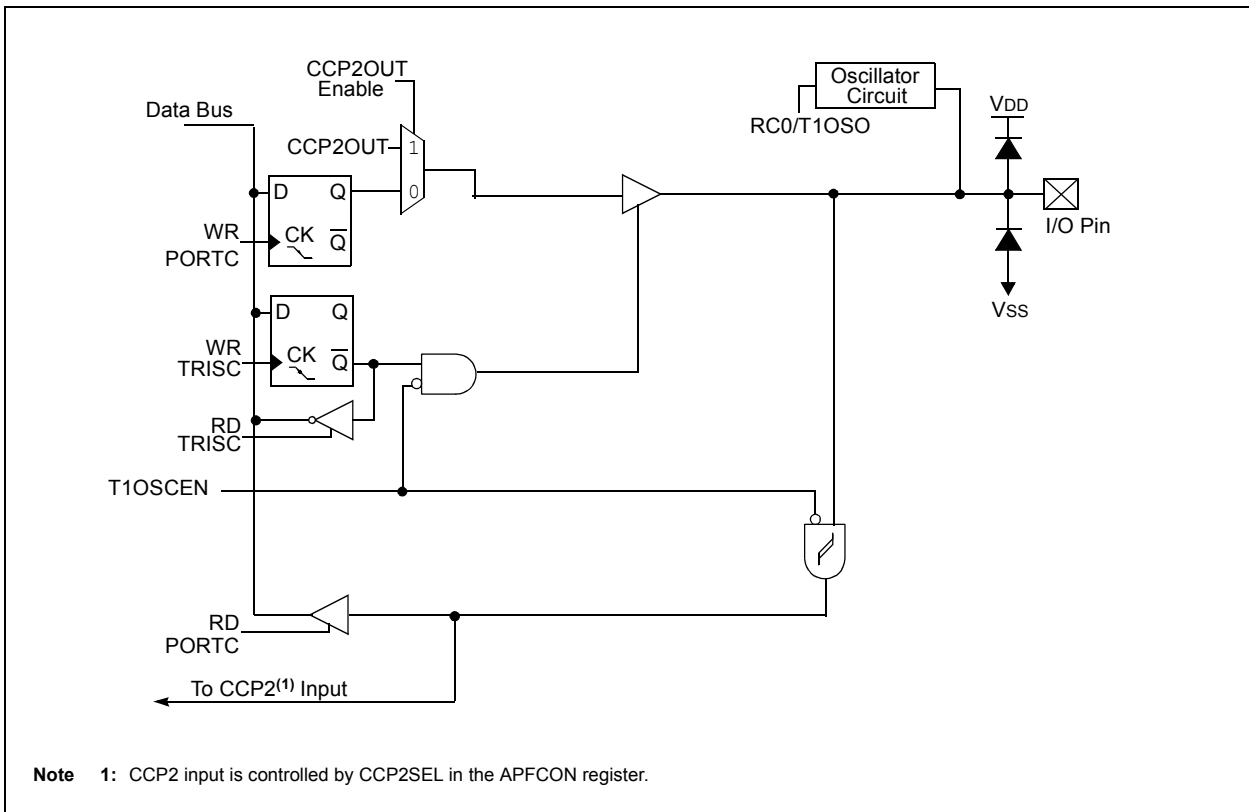 CCP2OUT
Enable
Oscillator
Circuit
VDD
Data Bus
RC0/T1OSO
CCP2OUT
1
0
D Q
I/O Pin
WR
PORTC
CK
Q
VSS
D Q
WR
TRISC
CK
Q
RD
TRISC
T1OSCEN
RD
PORTC
To CCP2(1) Input
Note 1: CCP2 input is controlled by CCP2SEL in the APFCON register.